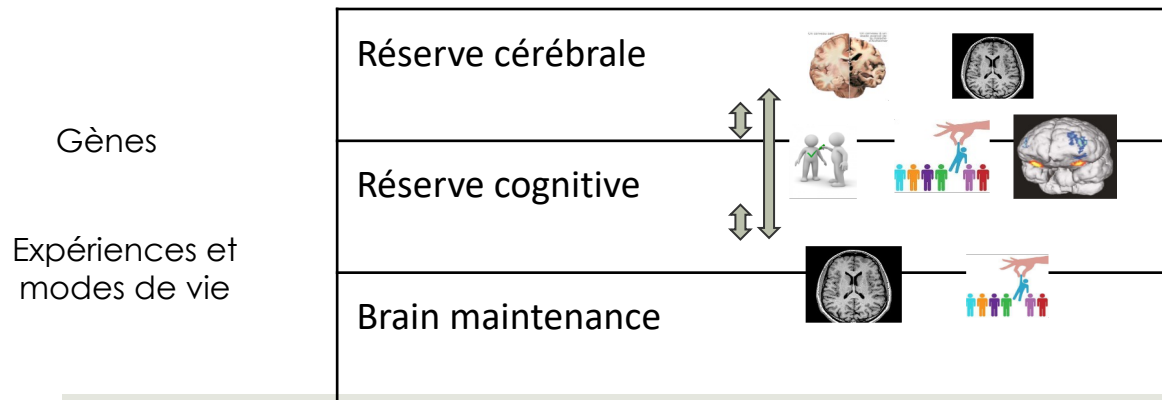 Réserve cérébrale
Gènes
Réserve cognitive
Expériences et
modes de vie
Brain maintenance